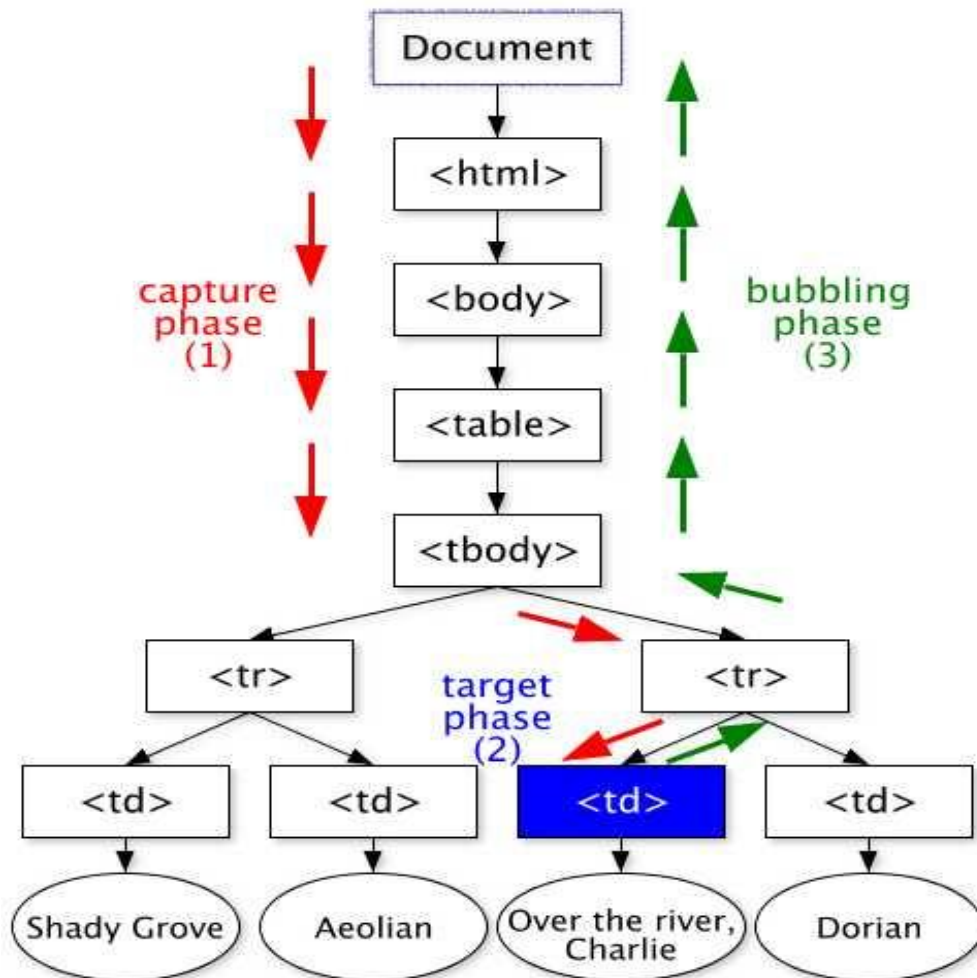 Document
<html>
capture
phase
(1)
<body>
bubbling
phase
(3)
<table>
<tbody>
<tr>
target
phase
(2)
<tr>
<td>
<td>
<td>
<td>
Shady Grove
Aeolian
Over the river,
Charlie
Dorian